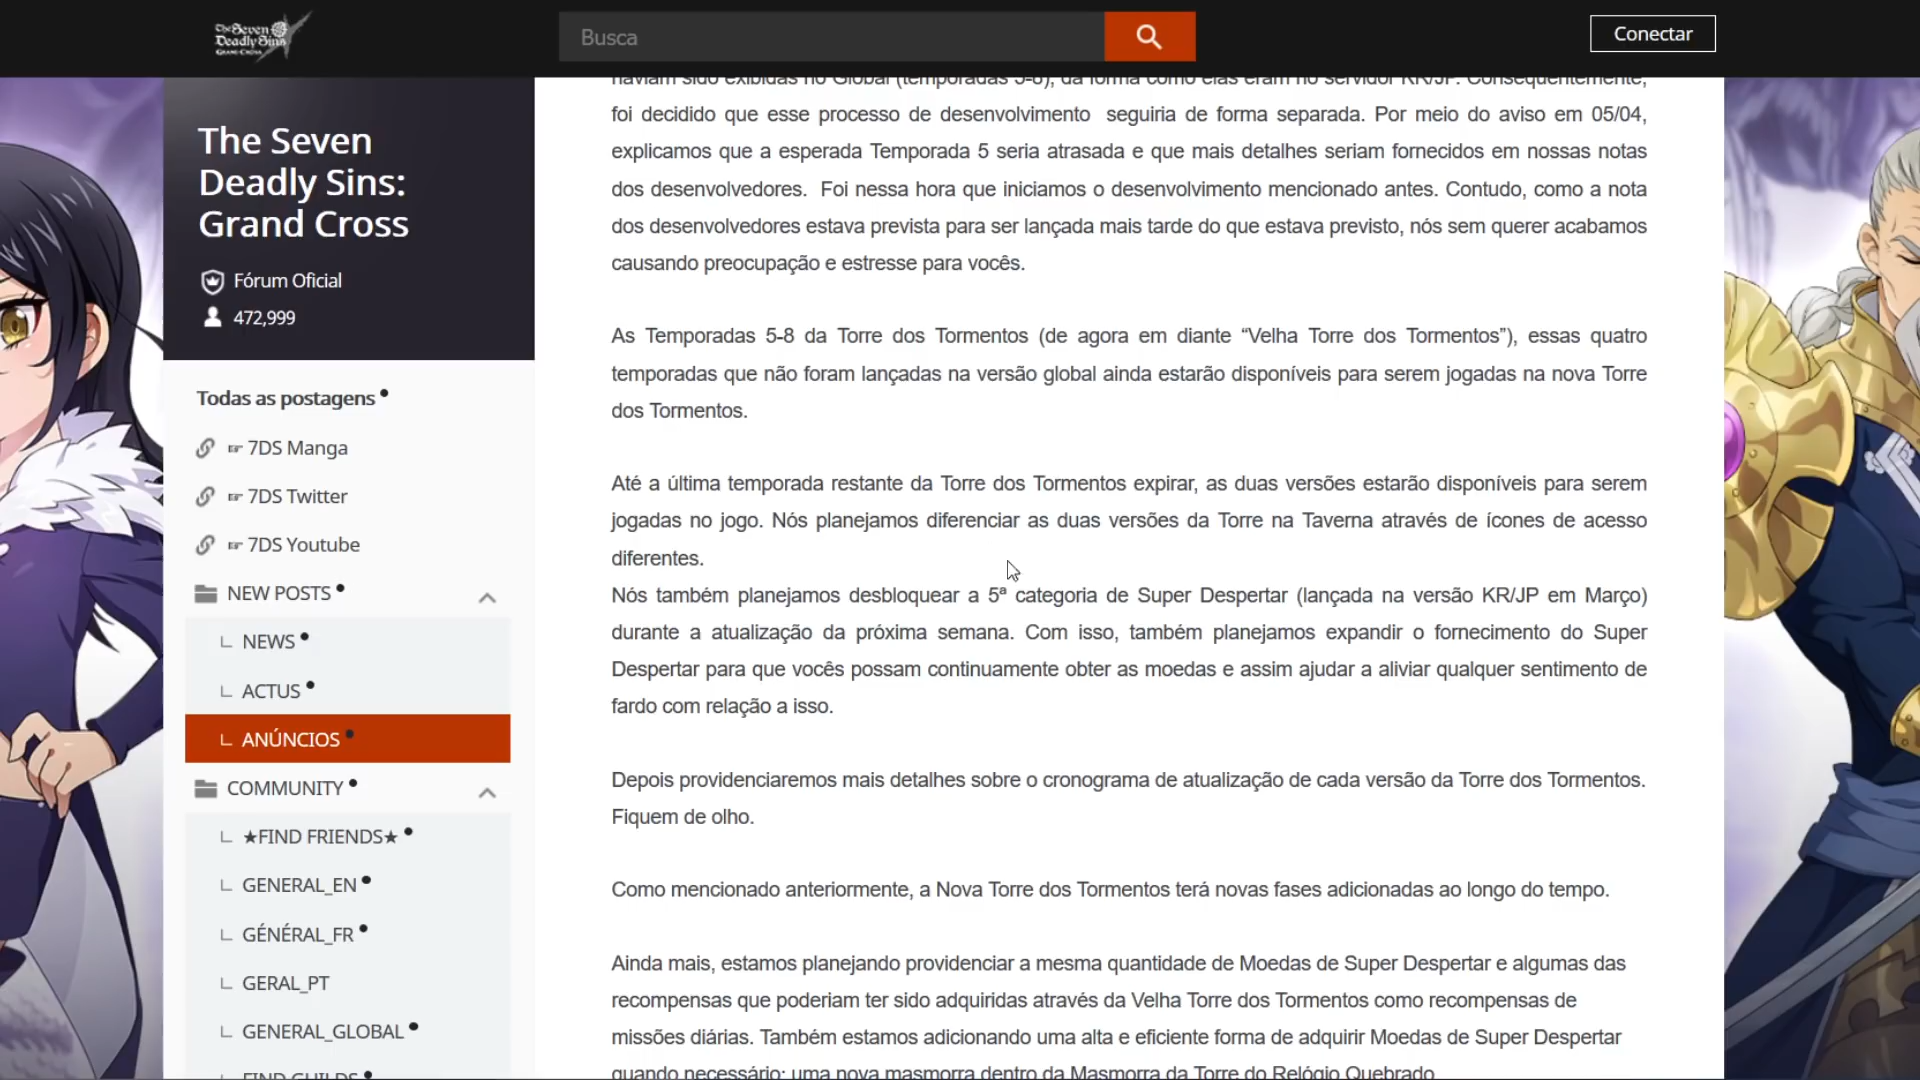 The Seven
Deadly Sins
GRAND CROSS
Busca
Conectar
The Seven
Deadly Sins:
Grand Cross
Fórum Oficial
472,999
Todas as postagens
☞ 7DS Manga
☞ 7DS Twitter
☞ 7DS Youtube
NEW POSTS
NEWS
ACTUS
ANÚNCIOS
COMMUNITY
★FIND FRIENDS★
GENERAL_EN
GÉNÉRAL_FR
GERAL_PT
GENERAL_GLOBAL
FIND GUILDS
haviam sido exibidas no Global (temporadas 5-8), da forma como elas eram no servidor KR/JP. Consequentemente,
foi decidido que esse processo de desenvolvimento seguiria de forma separada. Por meio do aviso em 05/04,
explicamos que a esperada Temporada 5 seria atrasada e que mais detalhes seriam fornecidos em nossas notas
dos desenvolvedores. Foi nessa hora que iniciamos o desenvolvimento mencionado antes. Contudo, como a nota
dos desenvolvedores estava prevista para ser lançada mais tarde do que estava previsto, nós sem querer acabamos
causando preocupação e estresse para vocês.
As Temporadas 5-8 da Torre dos Tormentos (de agora em diante “Velha Torre dos Tormentos”), essas quatro
temporadas que não foram lançadas na versão global ainda estarão disponíveis para serem jogadas na nova Torre
dos Tormentos.
Até a última temporada restante da Torre dos Tormentos expirar, as duas versões estarão disponíveis para serem
jogadas no jogo. Nós planejamos diferenciar as duas versões da Torre na Taverna através de ícones de acesso
diferentes.
Nós também planejamos desbloquear a 5ª categoria de Super Despertar (lançada na versão KR/JP em Março)
durante a atualização da próxima semana. Com isso, também planejamos expandir o fornecimento do Super
Despertar para que vocês possam continuamente obter as moedas e assim ajudar a aliviar qualquer sentimento de
fardo com relação a isso.
Depois providenciaremos mais detalhes sobre o cronograma de atualização de cada versão da Torre dos Tormentos.
Fiquem de olho.
Como mencionado anteriormente, a Nova Torre dos Tormentos terá novas fases adicionadas ao longo do tempo.
Ainda mais, estamos planejando providenciar a mesma quantidade de Moedas de Super Despertar e algumas das
recompensas que poderiam ter sido adquiridas através da Velha Torre dos Tormentos como recompensas de
missões diárias. Também estamos adicionando uma alta e eficiente forma de adquirir Moedas de Super Despertar
quando necessário: uma nova masmorra dentro da Masmorra da Torre do Relógio Quebrado.